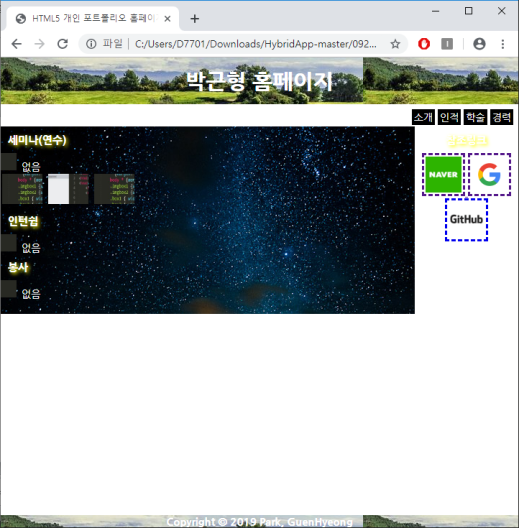 HTML5 개인 포트폴리오 홈페이
파일 | C:/Users/D7701/Downloads/HybridApp-master/092...
박근형 홈페이지
소개 인적 학술 경력
세미나(연수)
없음
인턴쉽
없음
봉사
없음
NAVER
GitHub
Copyright © 2019 Park, GuenHyeong